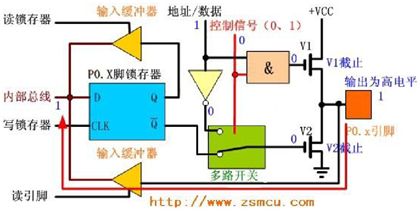 读锁存器
输入缓冲器
地址/数据
1
控制信号(0、1)
0
+VCC
&
0
V1
V1截止
P0.X脚锁存器
内部总线
1
D
Q
CLK
Q
写锁存器
0
0
V2
V2截止
输出为高电平
1
P0.x引脚
输入缓冲器
多路开关
读引脚
http://www.zsmcu.com